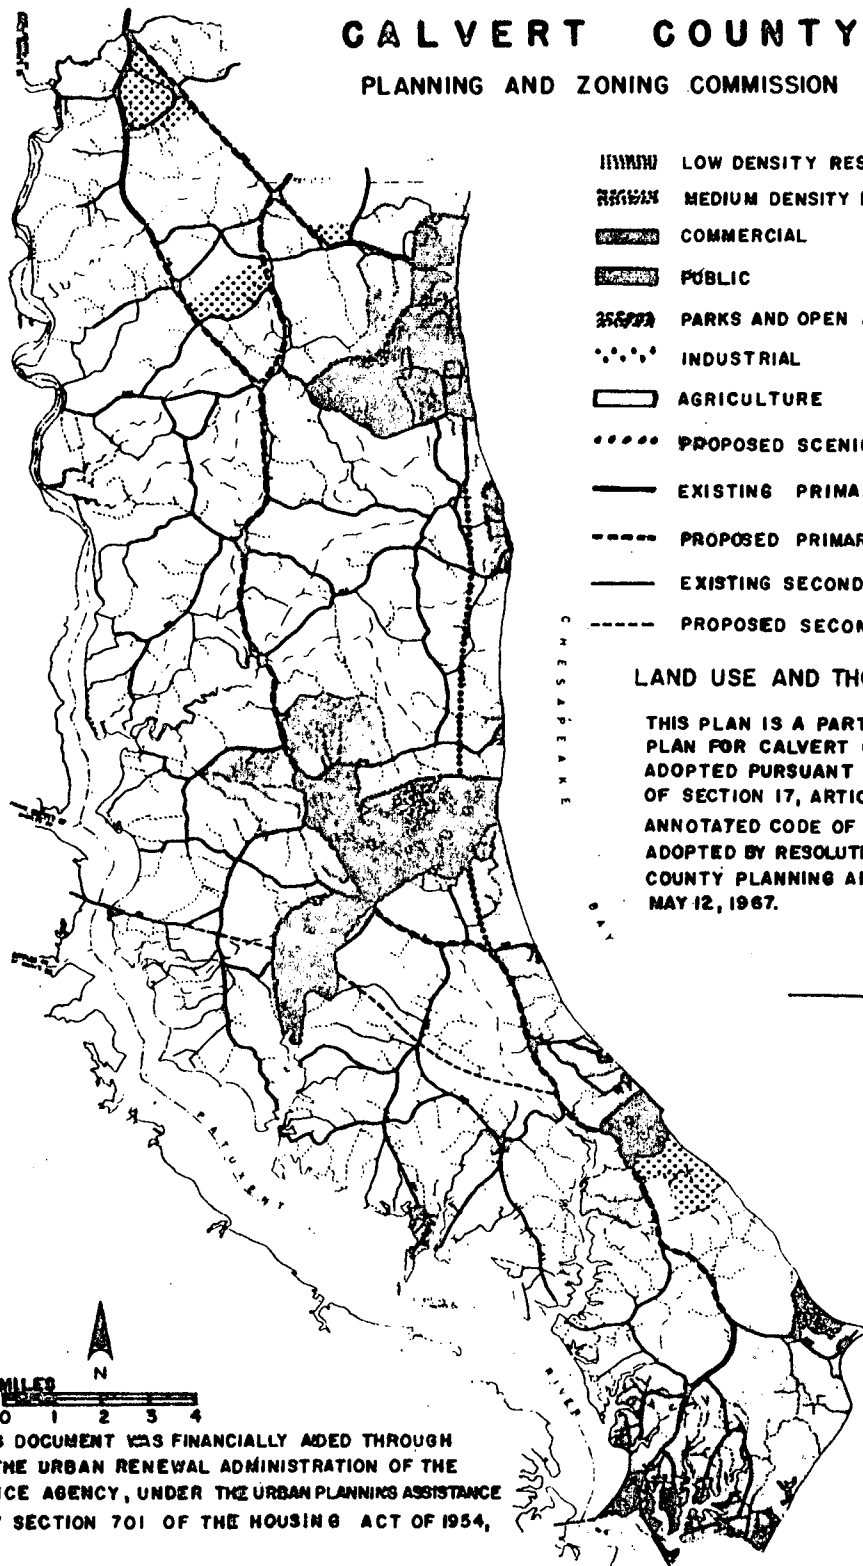 CALVERT COUNTY
PLANNING AND ZONING COMMISSION
LOW DENSITY RES
MEDIUM DENSITY
COMMERCIAL
PUBLIC
PARKS AND OPEN
INDUSTRIAL
AGRICULTURE
PROPOSED SCENIC
EXISTING PRIMA
PROPOSED PRIMAR
EXISTING SECOND
PROPOSED SECON
LAND USE AND THO
THIS PLAN IS A PART
PLAN FOR CALVERT
ADOPTED PURSUANT
OF SECTION 17, ARTIC
ANNOTATED CODE OF
ADOPTED BY RESOLUTI
COUNTY PLANNING A
MAY 12, 1967.
CHESAPEAKE
BAY
PATUXENT
RIVER
N
MILES
0 1 2 3 4
S DOCUMENT WAS FINANCIALLY AIDED THROUGH
THE URBAN RENEWAL ADMINISTRATION OF THE
ICE AGENCY, UNDER THE URBAN PLANNING ASSISTANCE
Y SECTION 701 OF THE HOUSING ACT OF 1954,